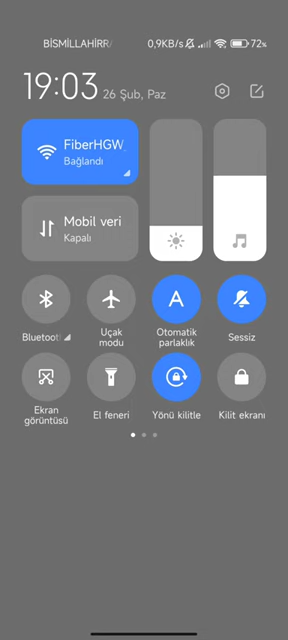 BİSMİLLAHİRR 0,9KB/s 72%
19:03 26 Şub, Paz
FiberHGW
Bağlandı
Mobil veri
Kapalı
Bluetoot
Uçak
modu
Otomatik
parlaklık
Sessiz
Ekran
görüntüsü
El feneri
Yönü kilitle
Kilit ekranı